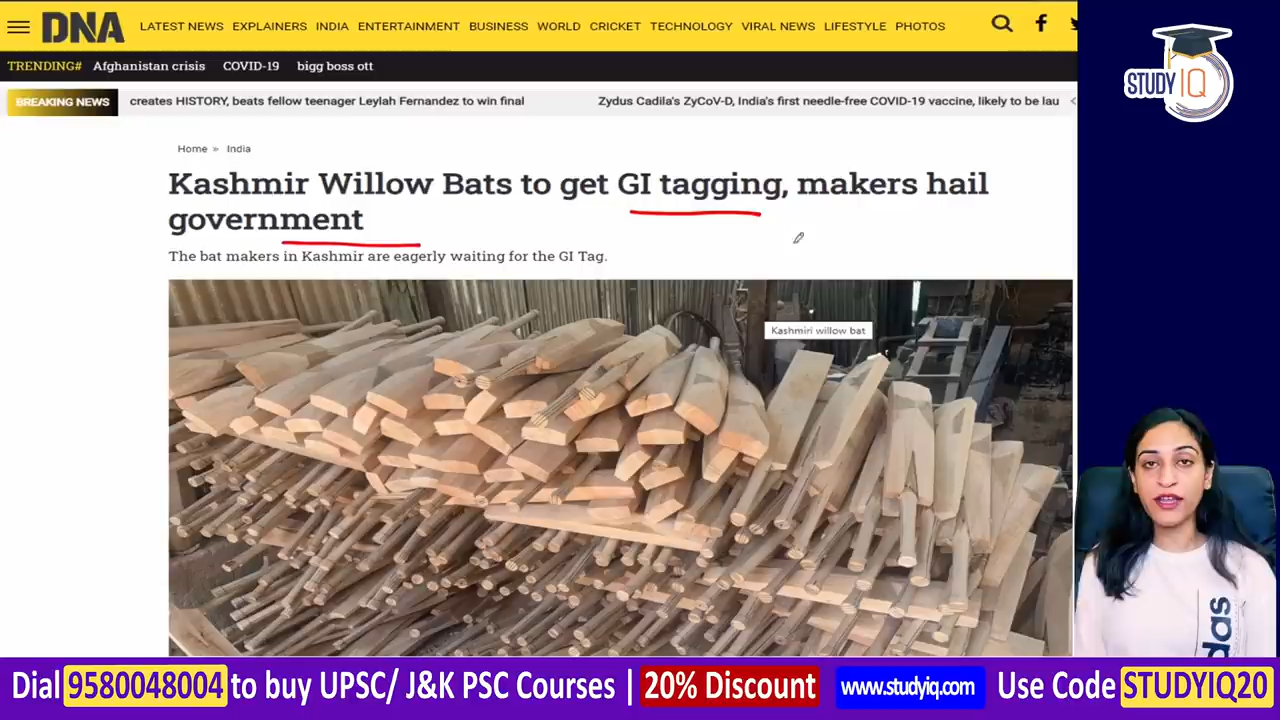 DNA
LATEST NEWS EXPLAINERS INDIA ENTERTAINMENT BUSINESS WORLD CRICKET TECHNOLOGY VIRAL NEWS LIFESTYLE PHOTOS
TRENDING# Afghanistan crisis COVID-19 bigg boss ott
BREAKING NEWS creates HISTORY, beats fellow teenager Leylah Fernandez to win final Zydus Cadila's ZyCoV-D, India's first needle-free COVID-19 vaccine, likely to be lau
STUDY IQ
Home » India
Kashmir Willow Bats to get GI tagging, makers hail
government
The bat makers in Kashmir are eagerly waiting for the GI Tag.
Kashmiri willow bat
das
Dial 9580048004 to buy UPSC/ J&K PSC Courses | 20% Discount www.studyiq.com Use Code STUDYIQ20